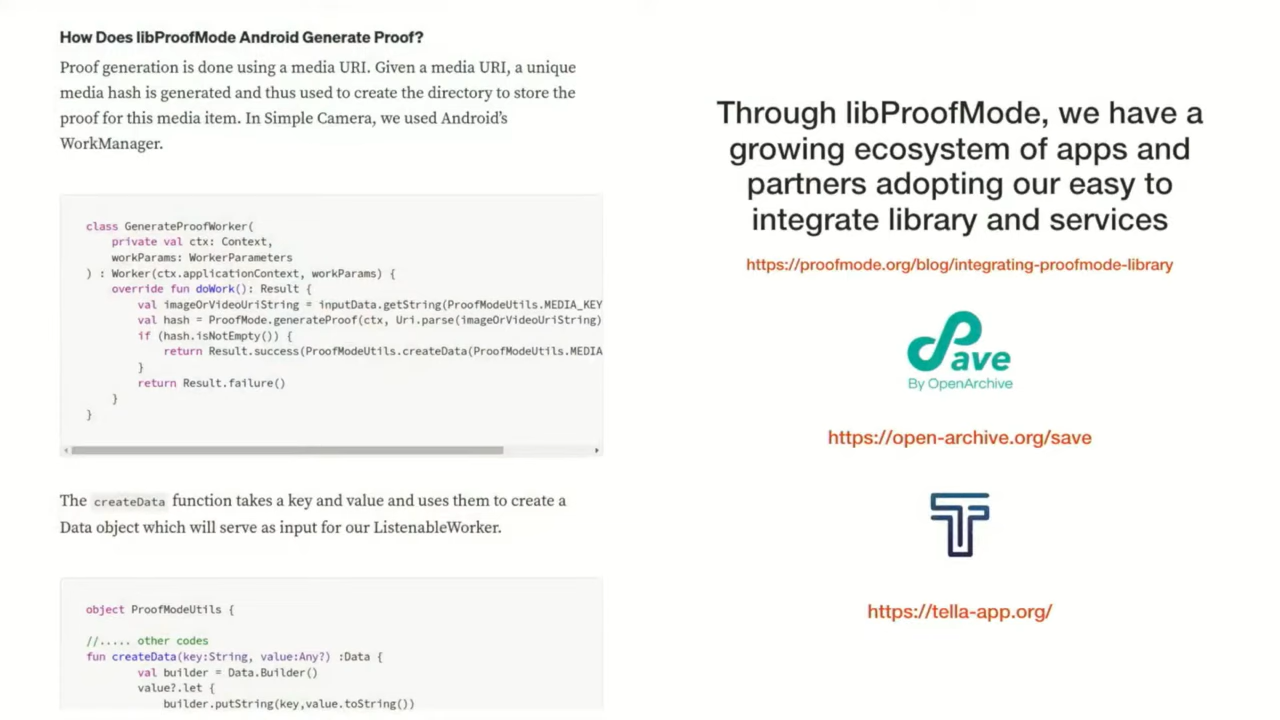 How Does libProofMode Android Generate Proof?
Proof generation is done using a media URI. Given a media URI, a unique
media hash is generated and thus used to create the directory to store the
proof for this media item. In Simple Camera, we used Android's
WorkManager.
class GenerateProofWorker(
    private val ctx: Context,
    workParams: WorkerParameters
) : Worker(ctx.applicationContext, workParams) {
    override fun doWork(): Result {
        val imageOrVideoUriString = inputData.getString(ProofModeUtils.MEDIA_KEY
        val hash = ProofMode.generateProof(ctx, Uri.parse(imageOrVideoUriString)
        if (hash.isNotEmpty()) {
            return Result.success(ProofModeUtils.createData(ProofModeUtils.MEDIA
        }
        return Result.failure()
    }
}
The createData function takes a key and value and uses them to create a
Data object which will serve as input for our ListenableWorker.
object ProofModeUtils {
//..... other codes
fun createData(key:String, value:Any?) :Data {
        val builder = Data.Builder()
        value?.let {
            builder.putString(key,value.toString())
Through libProofMode, we have a
growing ecosystem of apps and
partners adopting our easy to
integrate library and services
https://proofmode.org/blog/integrating-proofmode-library
Save
By OpenArchive
https://open-archive.org/save
T
https://tella-app.org/